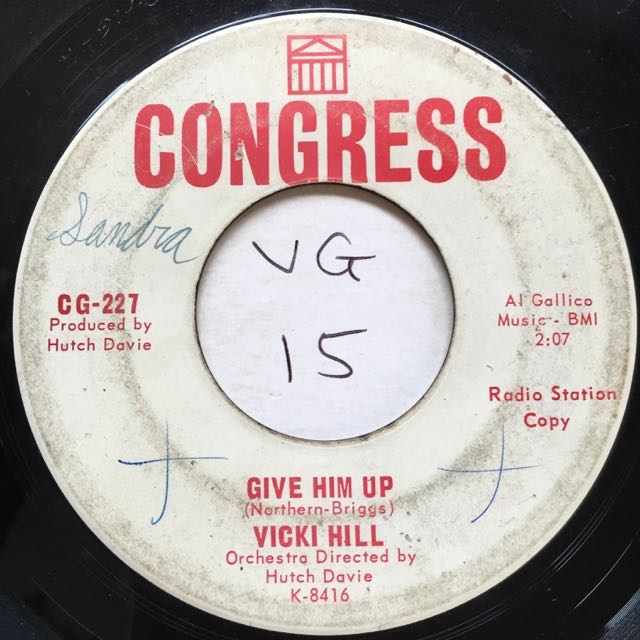 CONGRESS
Sandra
VG
15
CG-227
Produced by
Hutch Davie
Al Gallico
Music - BMI
2:07
Radio Station
Copy
GIVE HIM UP
(Northern-Briggs)
VICKI HILL
Orchestra Directed by
Hutch Davie
K-8416